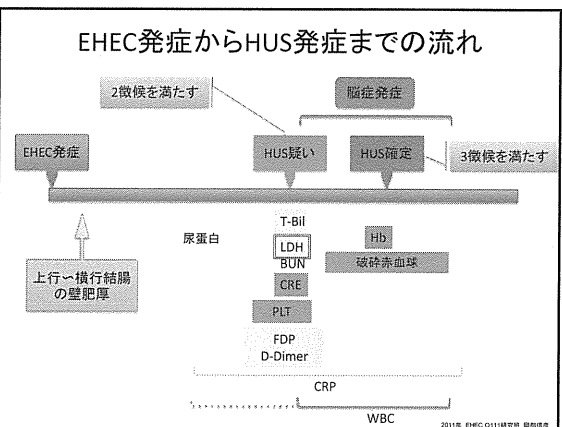 EHEC発症からHUS発症までの流れ
2徴候を満たす
脳症発症
EHEC発症
HUS疑い
HUS確定
3徴候を満たす
尿蛋白
T-Bil
LDH
BUN
CRE
PLT
FDP
D-Dimer
Hb
破砕赤血球
上行〜横行結腸
の壁肥厚
CRP
WBC
2011年 EHEC O111研究班